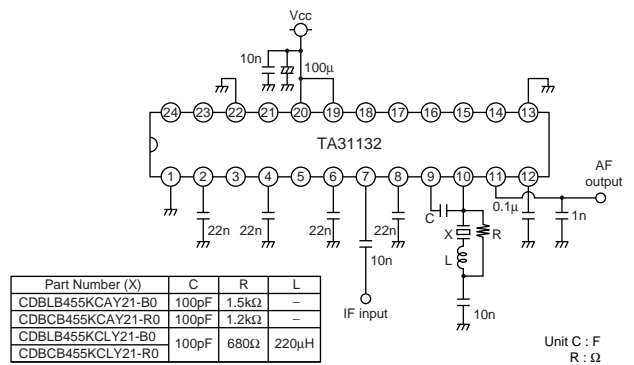 Vcc
10n
100μ
24 23 22 21 20 19 18 17 16 15 14 13
TA31132
1 2 3 4 5 6 7 8 9 10 11 12
AF
output
22n
22n
22n
22n
10n
C
X
R
L
0.1μ
1n
10n
IF input
Part Number (X) C R L
CDBLB455KCAY21-B0 100pF 1.5kΩ –
CDBCB455KCAY21-R0 100pF 1.2kΩ –
CDBLB455KCLY21-B0 100pF 680Ω 220μH
CDBCB455KCLY21-R0
Unit C : F
R : Ω